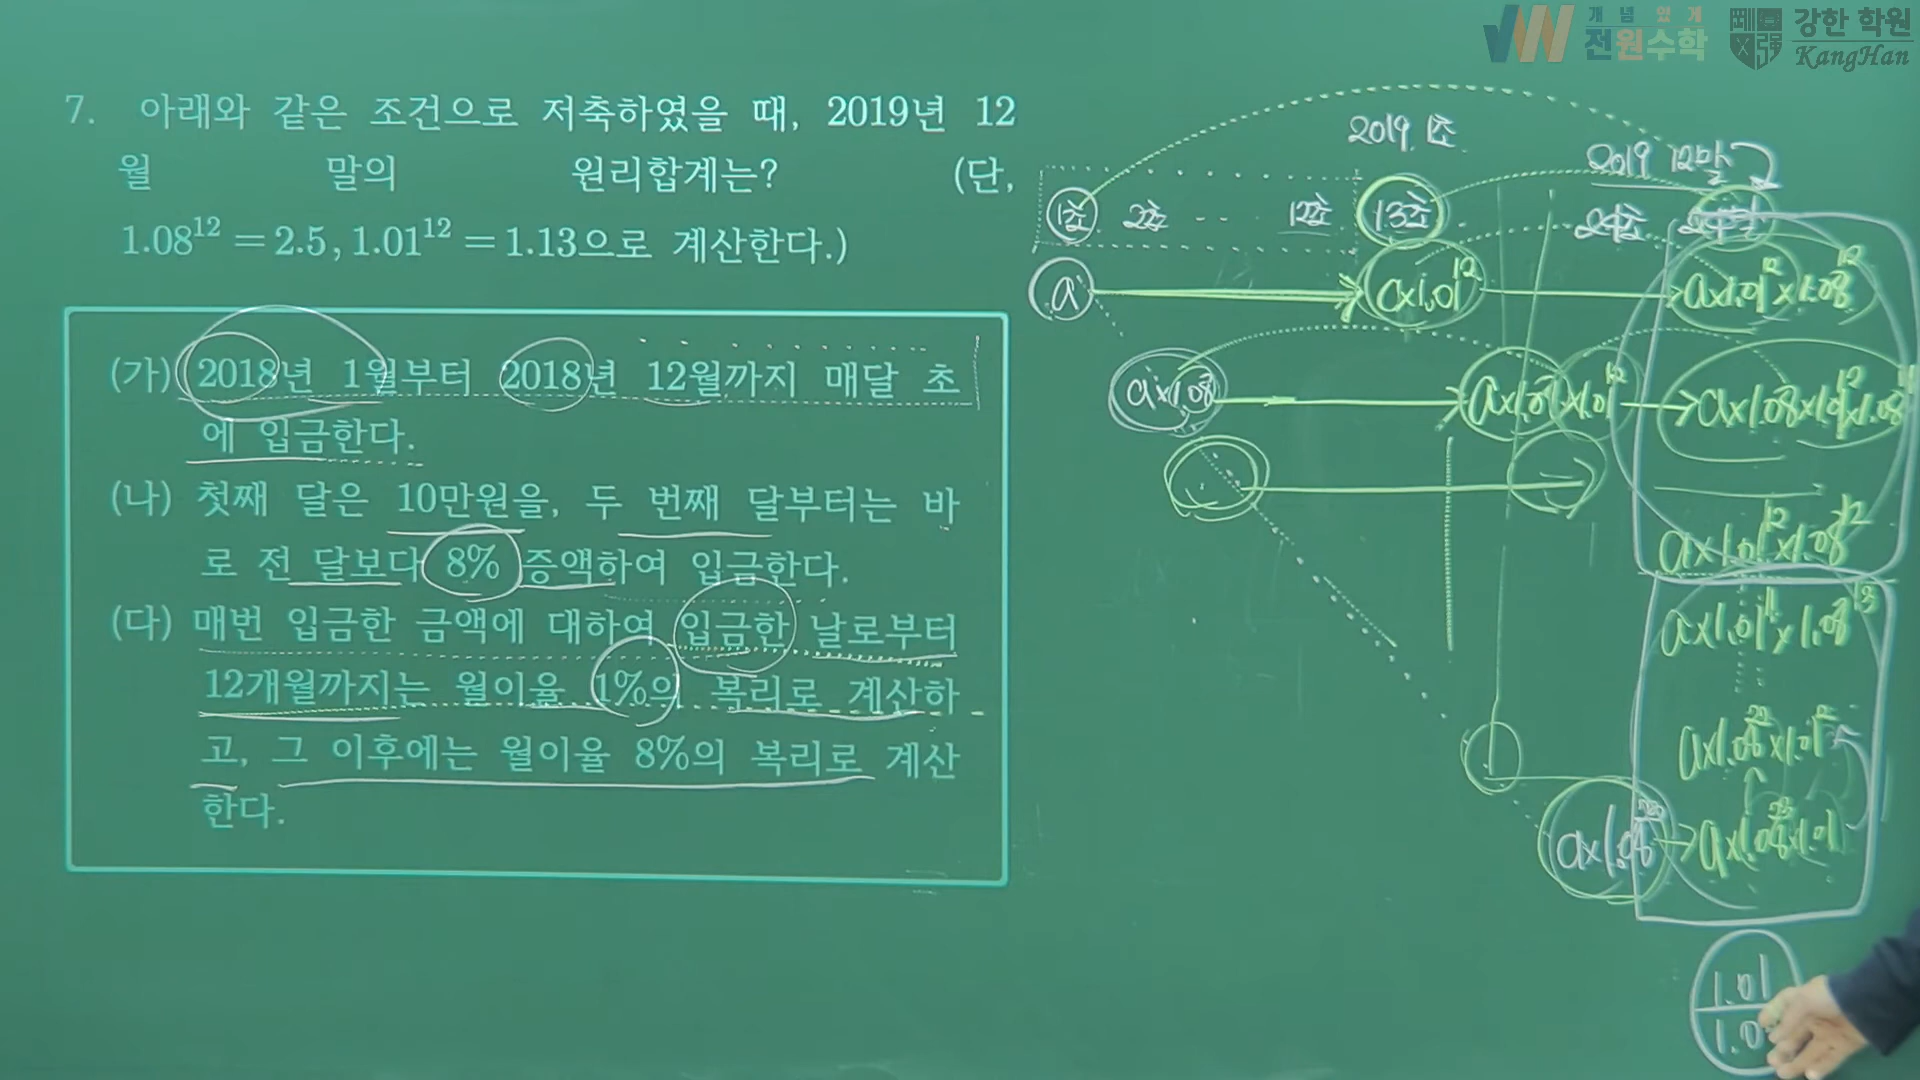 개념있게
전원수학
강한 학원
KangHan
7. 아래와 같은 조건으로 저축하였을 때, 2019년 12
월 말의 원리합계는? (단,
1.08^12 = 2.5, 1.01^12 = 1.13으로 계산한다.)
(가) 2018년 1월부터 2018년 12월까지 매달 초
에 입금한다.
(나) 첫째 달은 10만원을, 두 번째 달부터는 바
로 전 달보다 8% 증액하여 입금한다.
(다) 매번 입금한 금액에 대하여 입금한 날로부터
12개월까지는 월이율 1%의 복리로 계산하
고, 그 이후에는 월이율 8%의 복리로 계산
한다.
2019. 초
2019 12말
1초 2초 -- 12초 13초 24초
a a×1.01^12 a×1.01^12×1.08^12
a×1.08
a×1.01^12×1.08^12
a×1.01^11×1.08^13
1.01